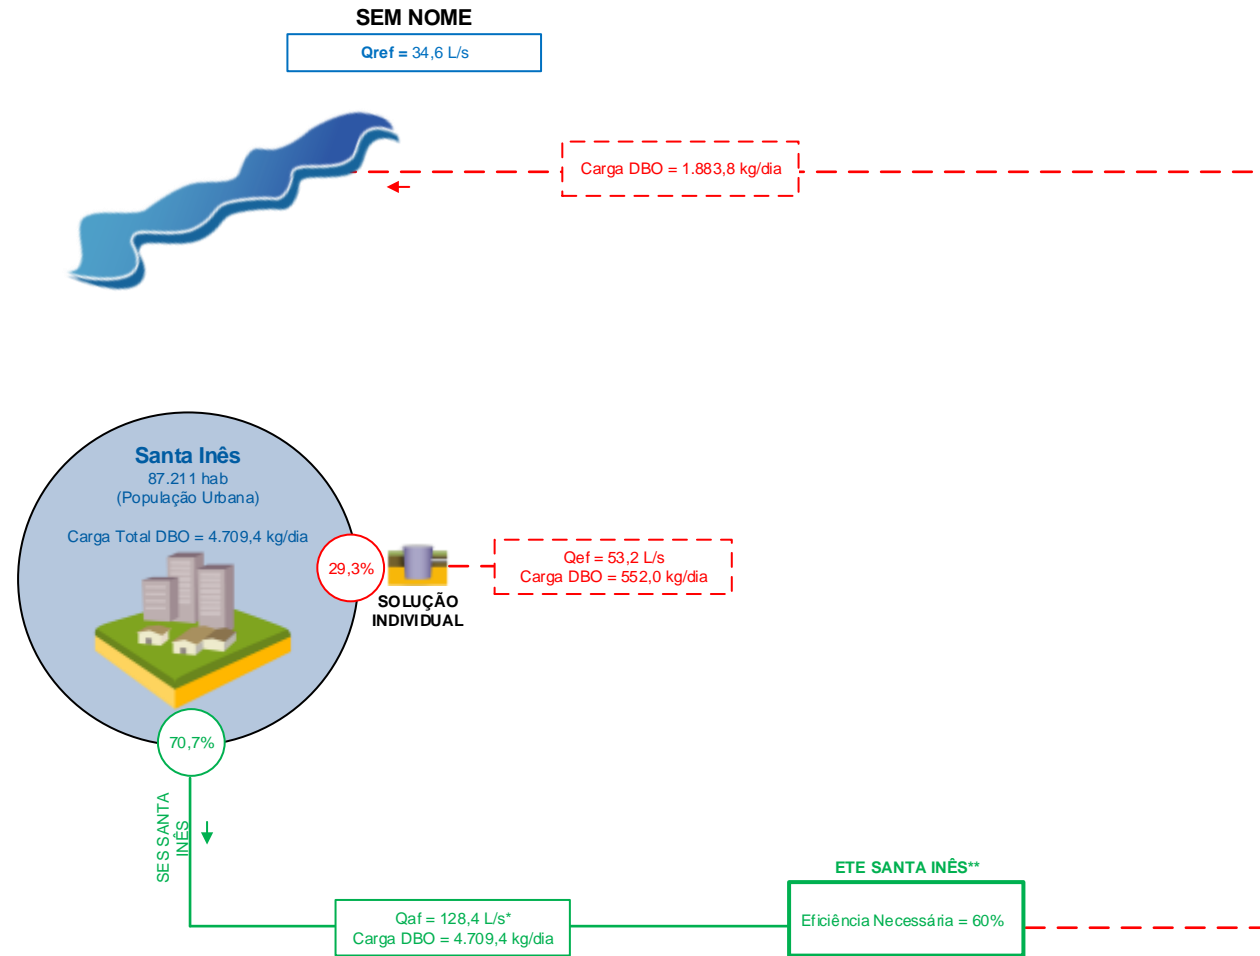 SEM NOME
Qref = 34,6 L/s
Carga DBO = 1.883,8 kg/dia
Santa Inês
87.211 hab
(População Urbana)
Carga Total DBO = 4.709,4 kg/dia
29,3%
SOLUÇÃO
INDIVIDUAL
Qef = 53,2 L/s
Carga DBO = 552,0 kg/dia
70,7%
SES SANTA
INÊS
Qaf = 128,4 L/s*
Carga DBO = 4.709,4 kg/dia
ETE SANTA INÊS**
Eficiência Necessária = 60%